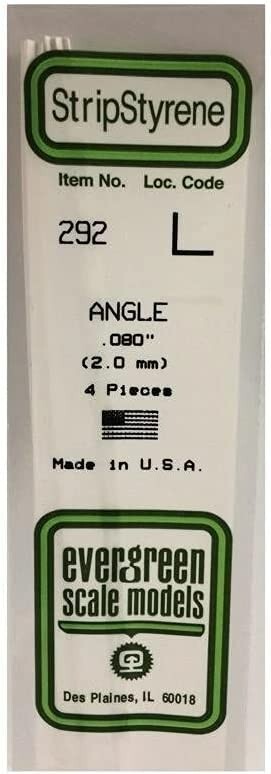 StripStyrene
Item No. Loc. Code
292 L
ANGLE
.080"
(2.0 mm)
4 Pieces
Made in U.S.A.
evergreen
scale models
Des Plaines, IL 60018